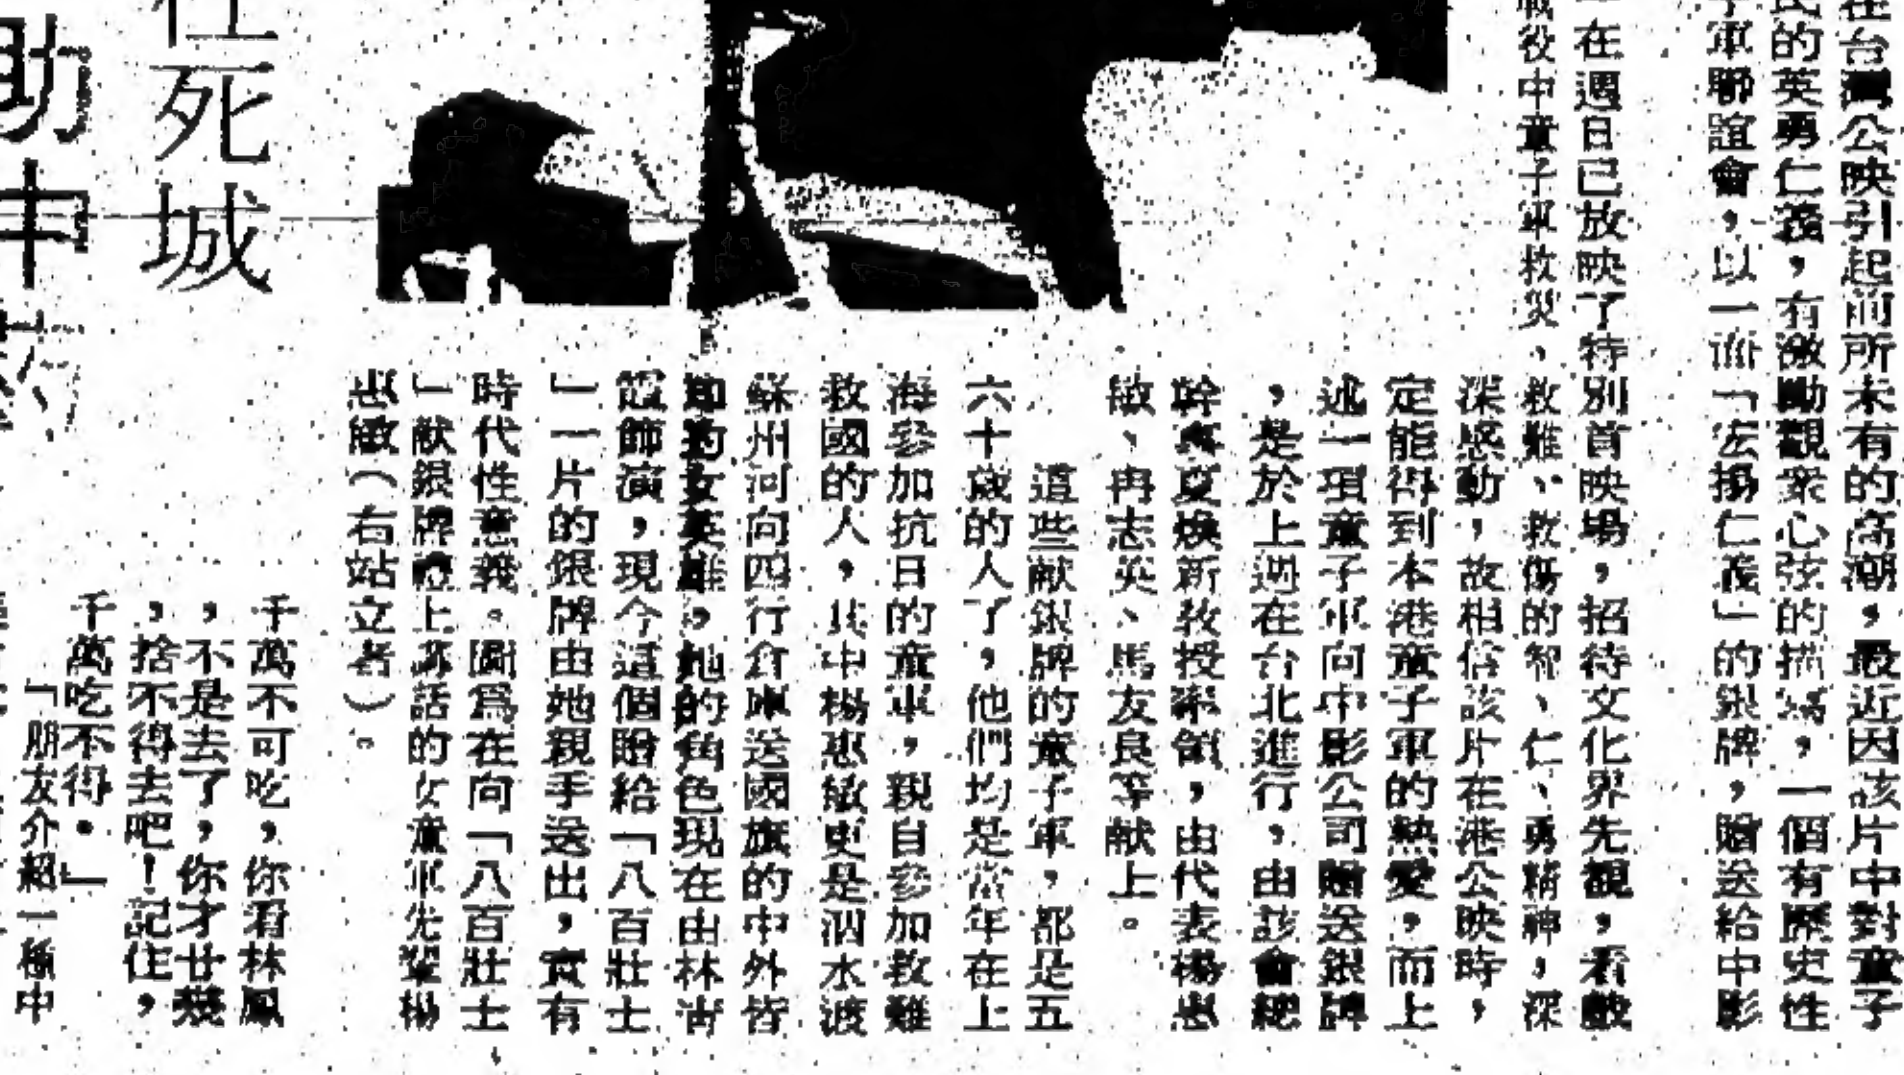 在台灣公映引起前所未有的高潮，最近因該片中對童子
民的英勇仁義，有激動觀衆心弦的描寫，一個有歷史性
子軍聯誼會，以一面「宏揚仁義」的銀牌，贈送給中影
在週日已放映了特別首映場，招待文化界先觀，看戲
戰役中童子軍救災、救難、救傷的智、仁、勇精神，深
深感動，故相信該片在港公映時，
定能得到本港童子軍的熱愛，而上
述一項童子軍向中影公司贈送銀牌
，是於上週在台北進行，由該會總
幹事夏煥新教授率領，由代表楊惠
敏、冉志英、馬友良等献上。
這些献銀牌的童子軍，都是五
六十歲的人了，他們均是當年在上
海參加抗日的童軍，親自參加救難
救國的人，其中楊惠敏更是泅水渡
蘇州河向四行倉庫送國旗的中外皆
知的女英雄，她的角色現在由林青
霞飾演，現今這個贈給「八百壯士
」一片的銀牌由她親手送出，實有
時代性意義。圖爲在向「八百壯士
」献銀牌禮上講話的女童軍先輩楊
惠敏（右站立者）。
枉死城
助中
千萬不可吃，你看林鳳
，不是去了，你才廿幾
，捨不得去吧！記住，
千萬吃不得。」
「朋友介紹一種中